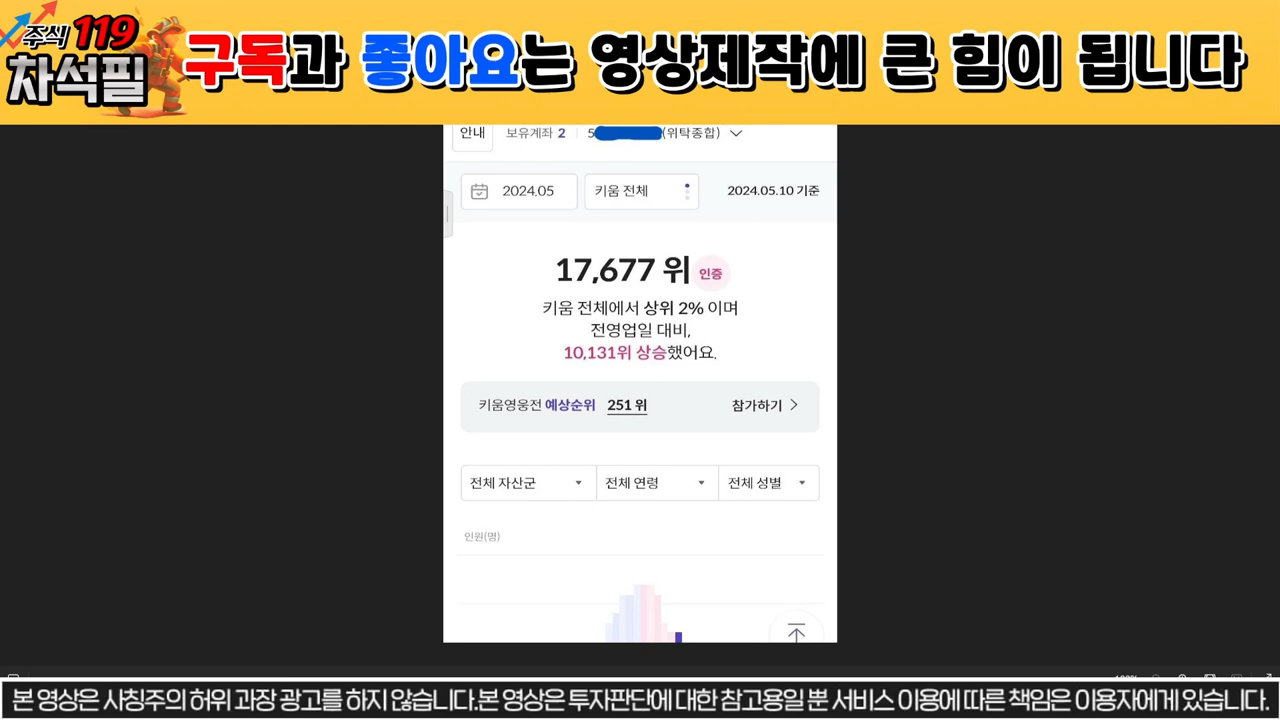 주식 119
차석필
구독과 좋아요는 영상제작에 큰 힘이 됩니다
안내 보유계좌 2 5 (위탁종합)
2024.05 키움 전체 2024.05.10 기준
17,677 위 인증
키움 전체에서 상위 2% 이며
전영업일 대비,
10,131위 상승했어요.
키움영웅전 예상순위 251 위 참가하기
전체 자산군 전체 연령 전체 성별
인원(명)
본 영상은 사칭주의 허위 과장 광고를 하지 않습니다.본 영상은 투자판단에 대한 참고용일 뿐 서비스 이용에 따른 책임은 이용자에게 있습니다.